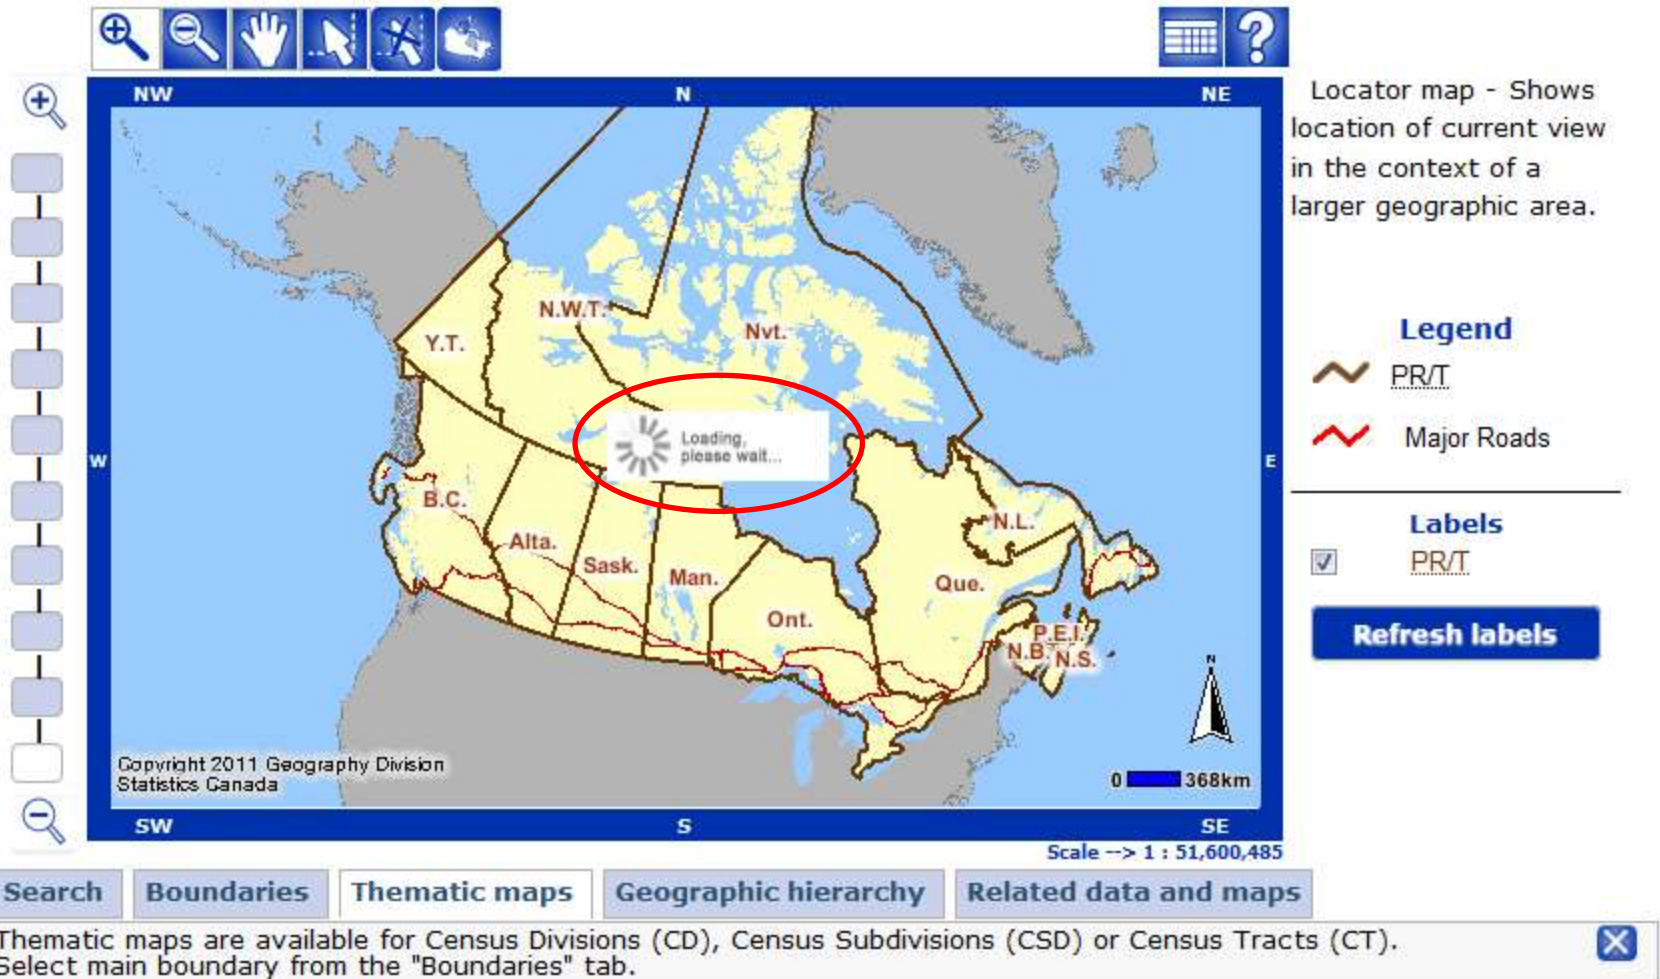 NW
N
NE
Locator map - Shows
location of current view
in the context of a
larger geographic area.
N.W.T.
Nvt.
Y.T.
Legend
PR/T
Major Roads
Loading,
please wait...
W
E
B.C.
Alta.
Sask.
Man.
Ont.
Que.
N.L.
P.E.I.
N.B.
N.S.
Labels
PR/T
Refresh labels
N
Copyright 2011 Geography Division
Statistics Canada
0 368km
SW
S
SE
Scale --> 1 : 51,600,485
Search
Boundaries
Thematic maps
Geographic hierarchy
Related data and maps
Thematic maps are available for Census Divisions (CD), Census Subdivisions (CSD) or Census Tracts (CT).
Select main boundary from the "Boundaries" tab.